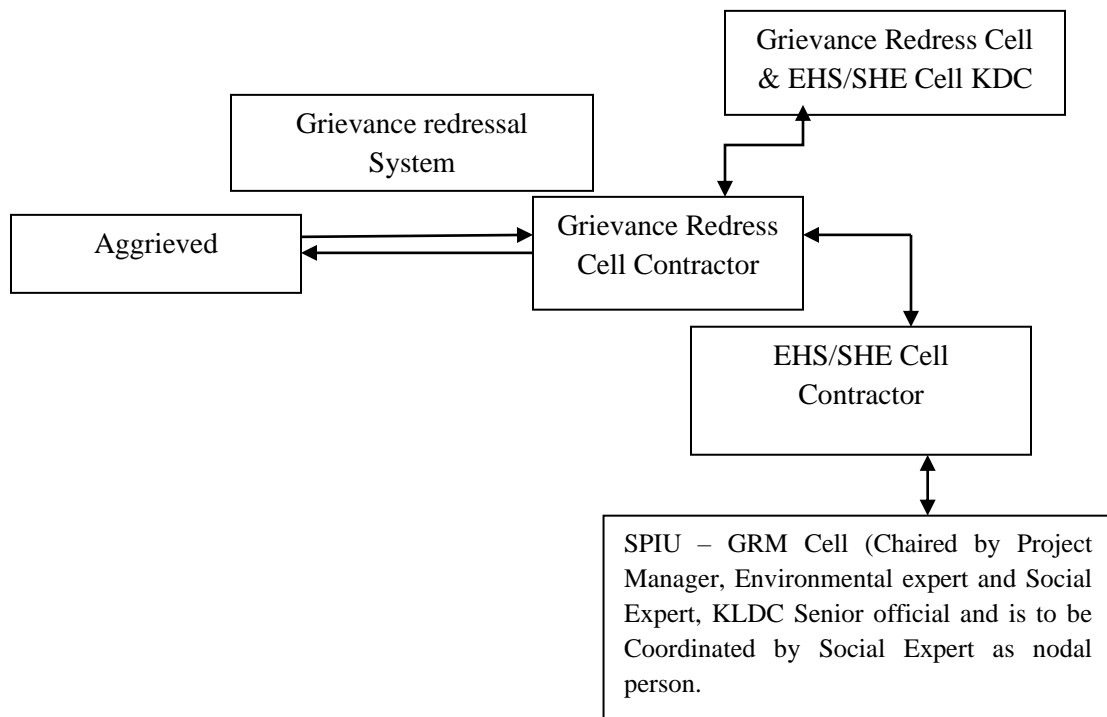 Grievance Redress Cell
& EHS/SHE Cell KDC
Grievance redressal
System
Aggrieved
Grievance Redress
Cell Contractor
EHS/SHE Cell
Contractor
SPIU – GRM Cell (Chaired by Project
Manager, Environmental expert and Social
Expert, KLDC Senior official and is to be
Coordinated by Social Expert as nodal
person.